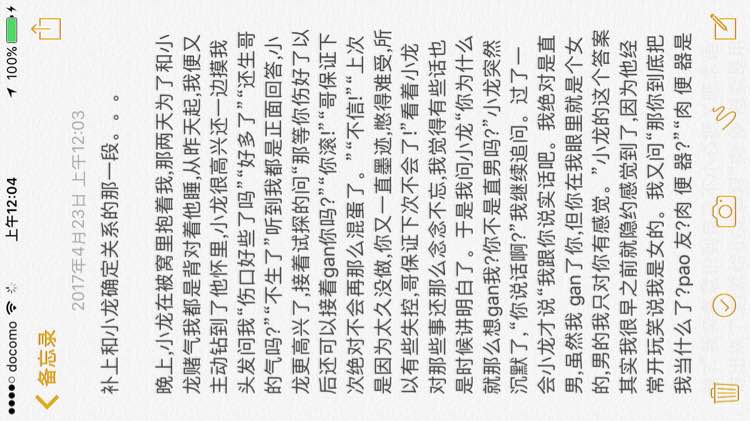 docomo 上午12:04 100%
备忘录
2017年4月23日 上午12:03
补上和小龙确定关系的那一段。。。
晚上,小龙在被窝里抱着我,那两天为了和小
龙赌气我都是背对着他睡,从昨天起,我便又
主动钻到了他怀里,小龙很高兴还一边摸我
头发问我“伤口好些了吗”“好多了”“还生哥
的气吗?”“不生了”听到我都是正面回答,小
龙更高兴了,接着试探的问“那等你伤好了以
后还可以接着gan你吗?”“你滚!”“哥保证下
次绝对不会再那么混蛋了。”“不信!”“上次
是因为太久没做,你又一直墨迹,憋得难受,所
以有些失控,哥保证下次不会了!”看着小龙
对那些事还那么念念不忘,我觉得有些话也
是时候讲明白了。于是我问小龙“你为什么
就那么想gan我?你不是直男吗?”小龙突然
沉默了,“你说话啊?”我继续追问。过了一
会小龙才说“我跟你说实话吧。我绝对是直
男,虽然我 gan了你,但你在我眼里就是个女
的,男的我只对你有感觉。”小龙的这个答案
其实我很早之前就隐约感觉到了,因为他经
常开玩笑说我是女的。我又问“那你到底把
我当什么了?pao 友?肉 便 器?”“肉 便 器是